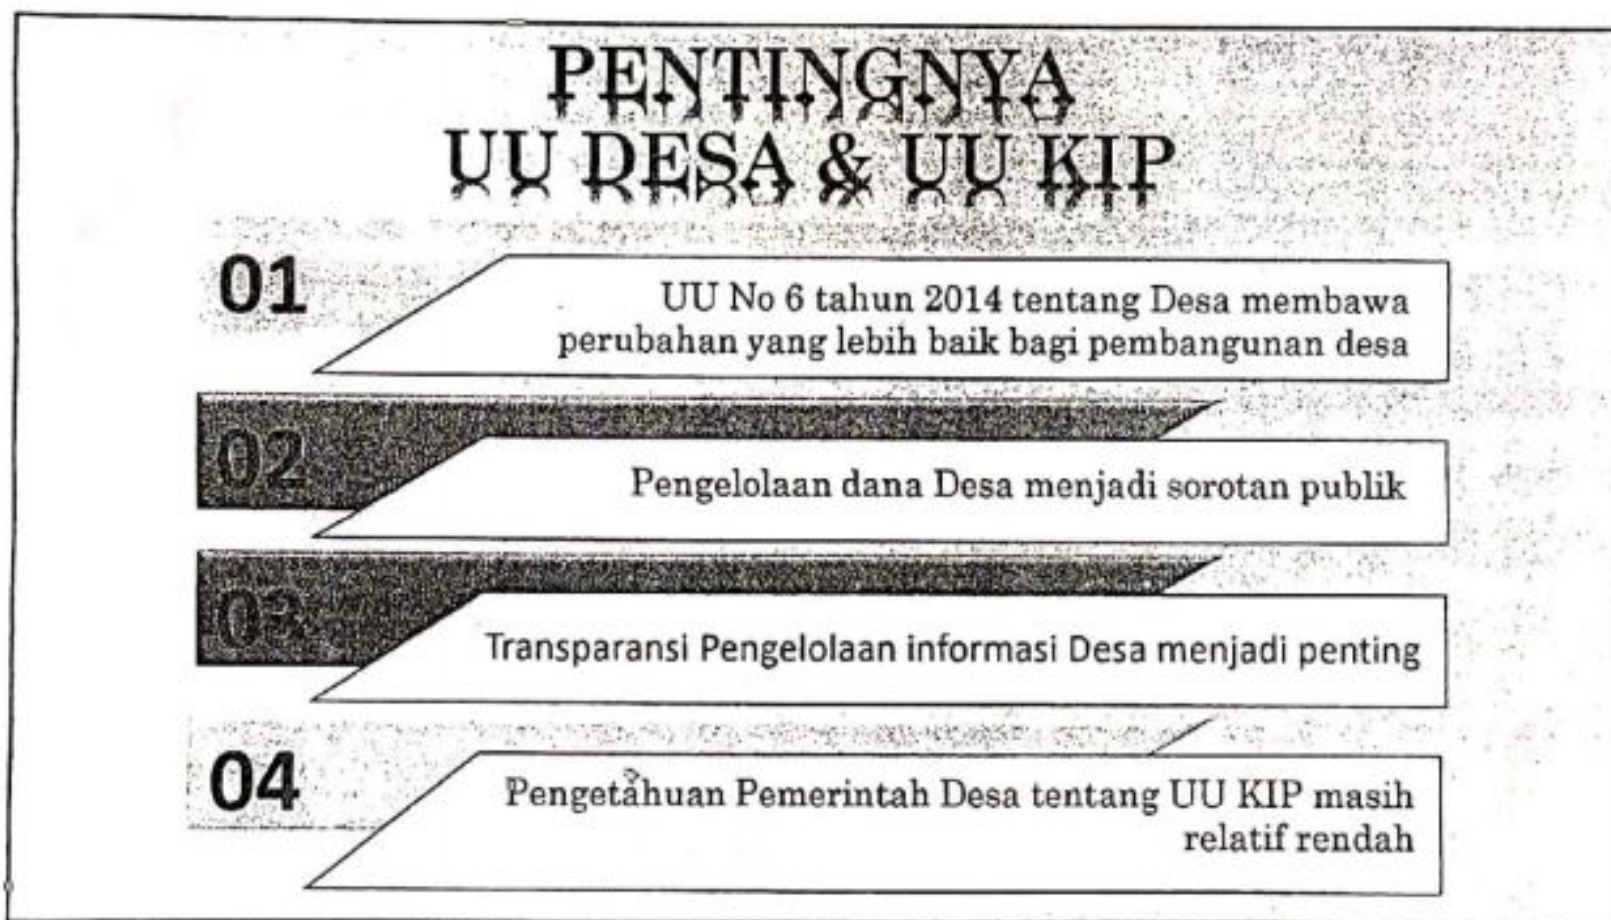 PENTINGNYA
UU DESA & UU KIP
01
UU No 6 tahun 2014 tentang Desa membawa
perubahan yang lebih baik bagi pembangunan desa
02
Pengelolaan dana Desa menjadi sorotan publik
03
Transparansi Pengelolaan informasi Desa menjadi penting
04
Pengetahuan Pemerintah Desa tentang UU KIP masih
relatif rendah